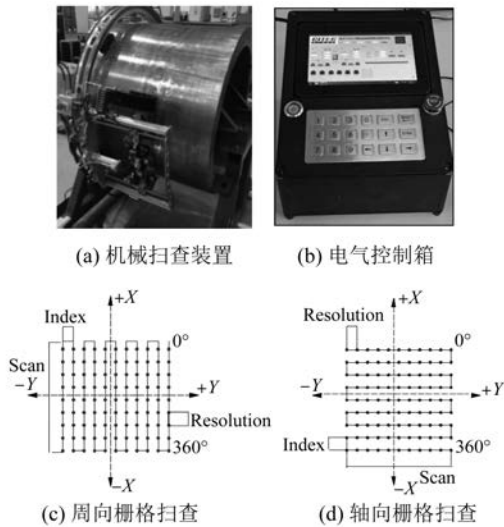 (a) 机械扫查装置
(b) 电气控制箱
+X
Index
0°
Scan
-Y
+Y
Resolution
360°
-X
(c) 周向栅格扫查
+X
Resolution
0°
-Y
+Y
Index
360°
Scan
-X
(d) 轴向栅格扫查